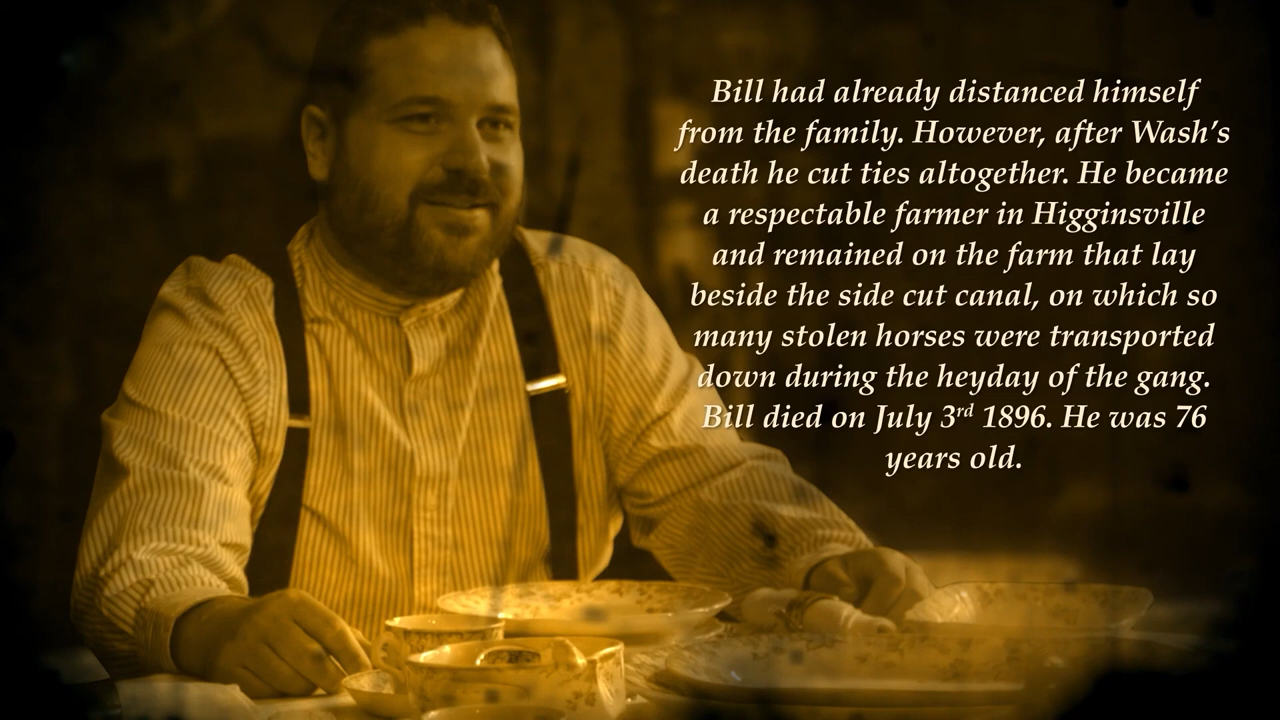 Bill had already distanced himself
from the family. However, after Wash’s
death he cut ties altogether. He became
a respectable farmer in Higginsville
and remained on the farm that lay
beside the side cut canal, on which so
many stolen horses were transported
down during the heyday of the gang.
Bill died on July 3rd 1896. He was 76
years old.